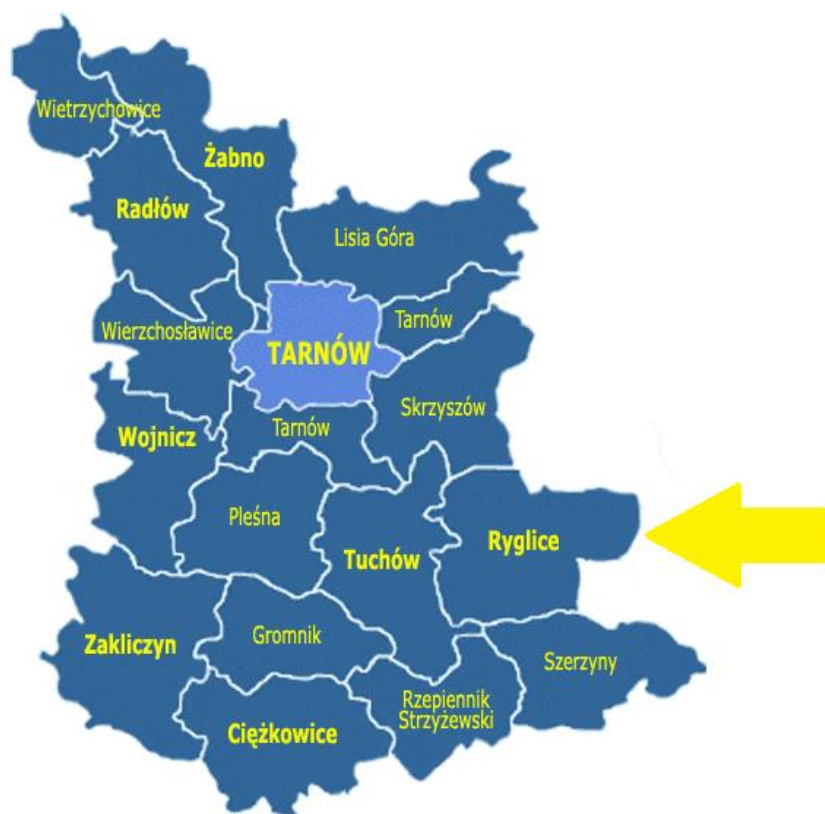 Wietrzychowice
Żabno
Radłów
Lisia Góra
Tarnów
Wierzchosławice
TARNÓW
Skrzyszów
Tarnów
Wojnicz
Pleśna
Ryglice
Tuchów
Gromnik
Zakliczyn
Szerzyny
Rzepiennik
Strzyżewski
Ciężkowice